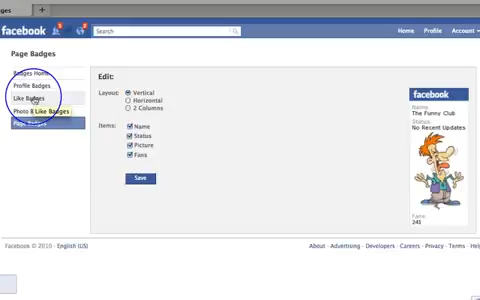 ges
facebook
5
2
Search
Home Profile Account
Page Badges
Badges Home
Profile Badges
Like Badges
Photo B Like Badges
Page Badges
Edit:
Layout: Vertical
Horizontal
2 Columns
Items: Name
Status
Picture
Fans
Save
facebook
Name:
The Funny Club
Status:
No Recent Updates
Fans:
241
Facebook © 2010 · English (US)
About · Advertising · Developers · Careers · Privacy · Terms · Help